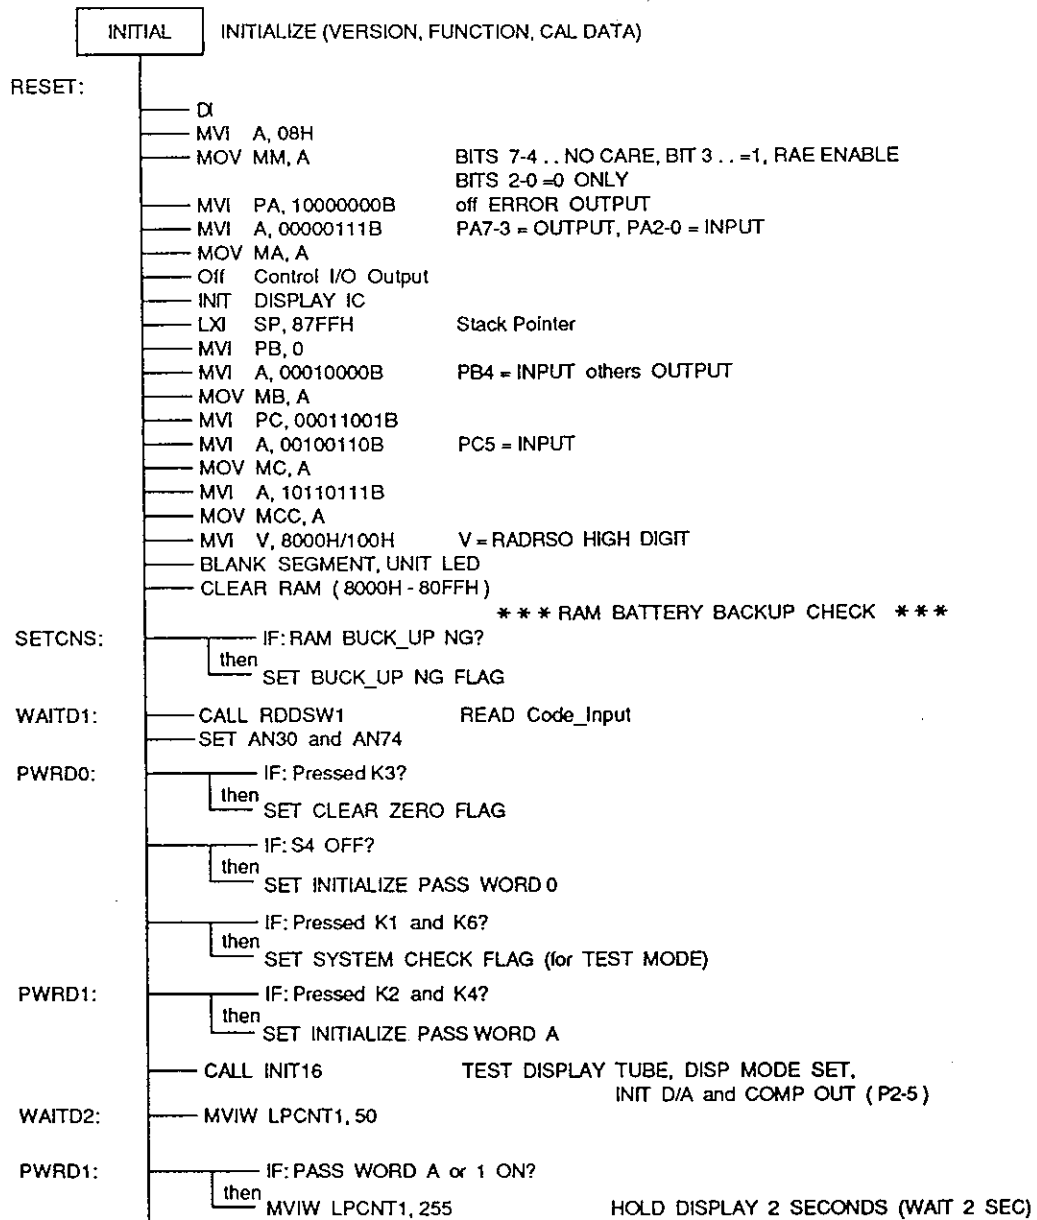 INITIAL INITIALIZE (VERSION, FUNCTION, CAL DATA)
RESET:
DI
MVI A, 08H
MOV MM, A BITS 7-4 . . NO CARE, BIT 3 . . =1, RAE ENABLE
BITS 2-0 =0 ONLY
MVI PA, 10000000B off ERROR OUTPUT
MVI A, 00000111B PA7-3 = OUTPUT, PA2-0 = INPUT
MOV MA, A
Off Control I/O Output
INIT DISPLAY IC
LXI SP, 87FFH Stack Pointer
MVI PB, 0
MVI A, 00010000B PB4 = INPUT others OUTPUT
MOV MB, A
MVI PC, 00011001B
MVI A, 00100110B PC5 = INPUT
MOV MC, A
MVI A, 10110111B
MOV MCC, A
MVI V, 8000H/100H V = RADRSO HIGH DIGIT
BLANK SEGMENT, UNIT LED
CLEAR RAM ( 8000H - 80FFH )
* * * RAM BATTERY BACKUP CHECK * * *
SETCNS: IF: RAM BUCK_UP NG?
then
SET BUCK_UP NG FLAG
WAITD1: CALL RDDSW1 READ Code_Input
SET AN30 and AN74
PWRD0: IF: Pressed K3?
then
SET CLEAR ZERO FLAG
IF: S4 OFF?
then
SET INITIALIZE PASS WORD 0
IF: Pressed K1 and K6?
then
SET SYSTEM CHECK FLAG (for TEST MODE)
PWRD1: IF: Pressed K2 and K4?
then
SET INITIALIZE PASS WORD A
CALL INIT16 TEST DISPLAY TUBE, DISP MODE SET,
INIT D/A and COMP OUT ( P2-5 )
WAITD2: MVIW LPCNT1, 50
PWRD1: IF: PASS WORD A or 1 ON?
then
MVIW LPCNT1, 255 HOLD DISPLAY 2 SECONDS (WAIT 2 SEC)